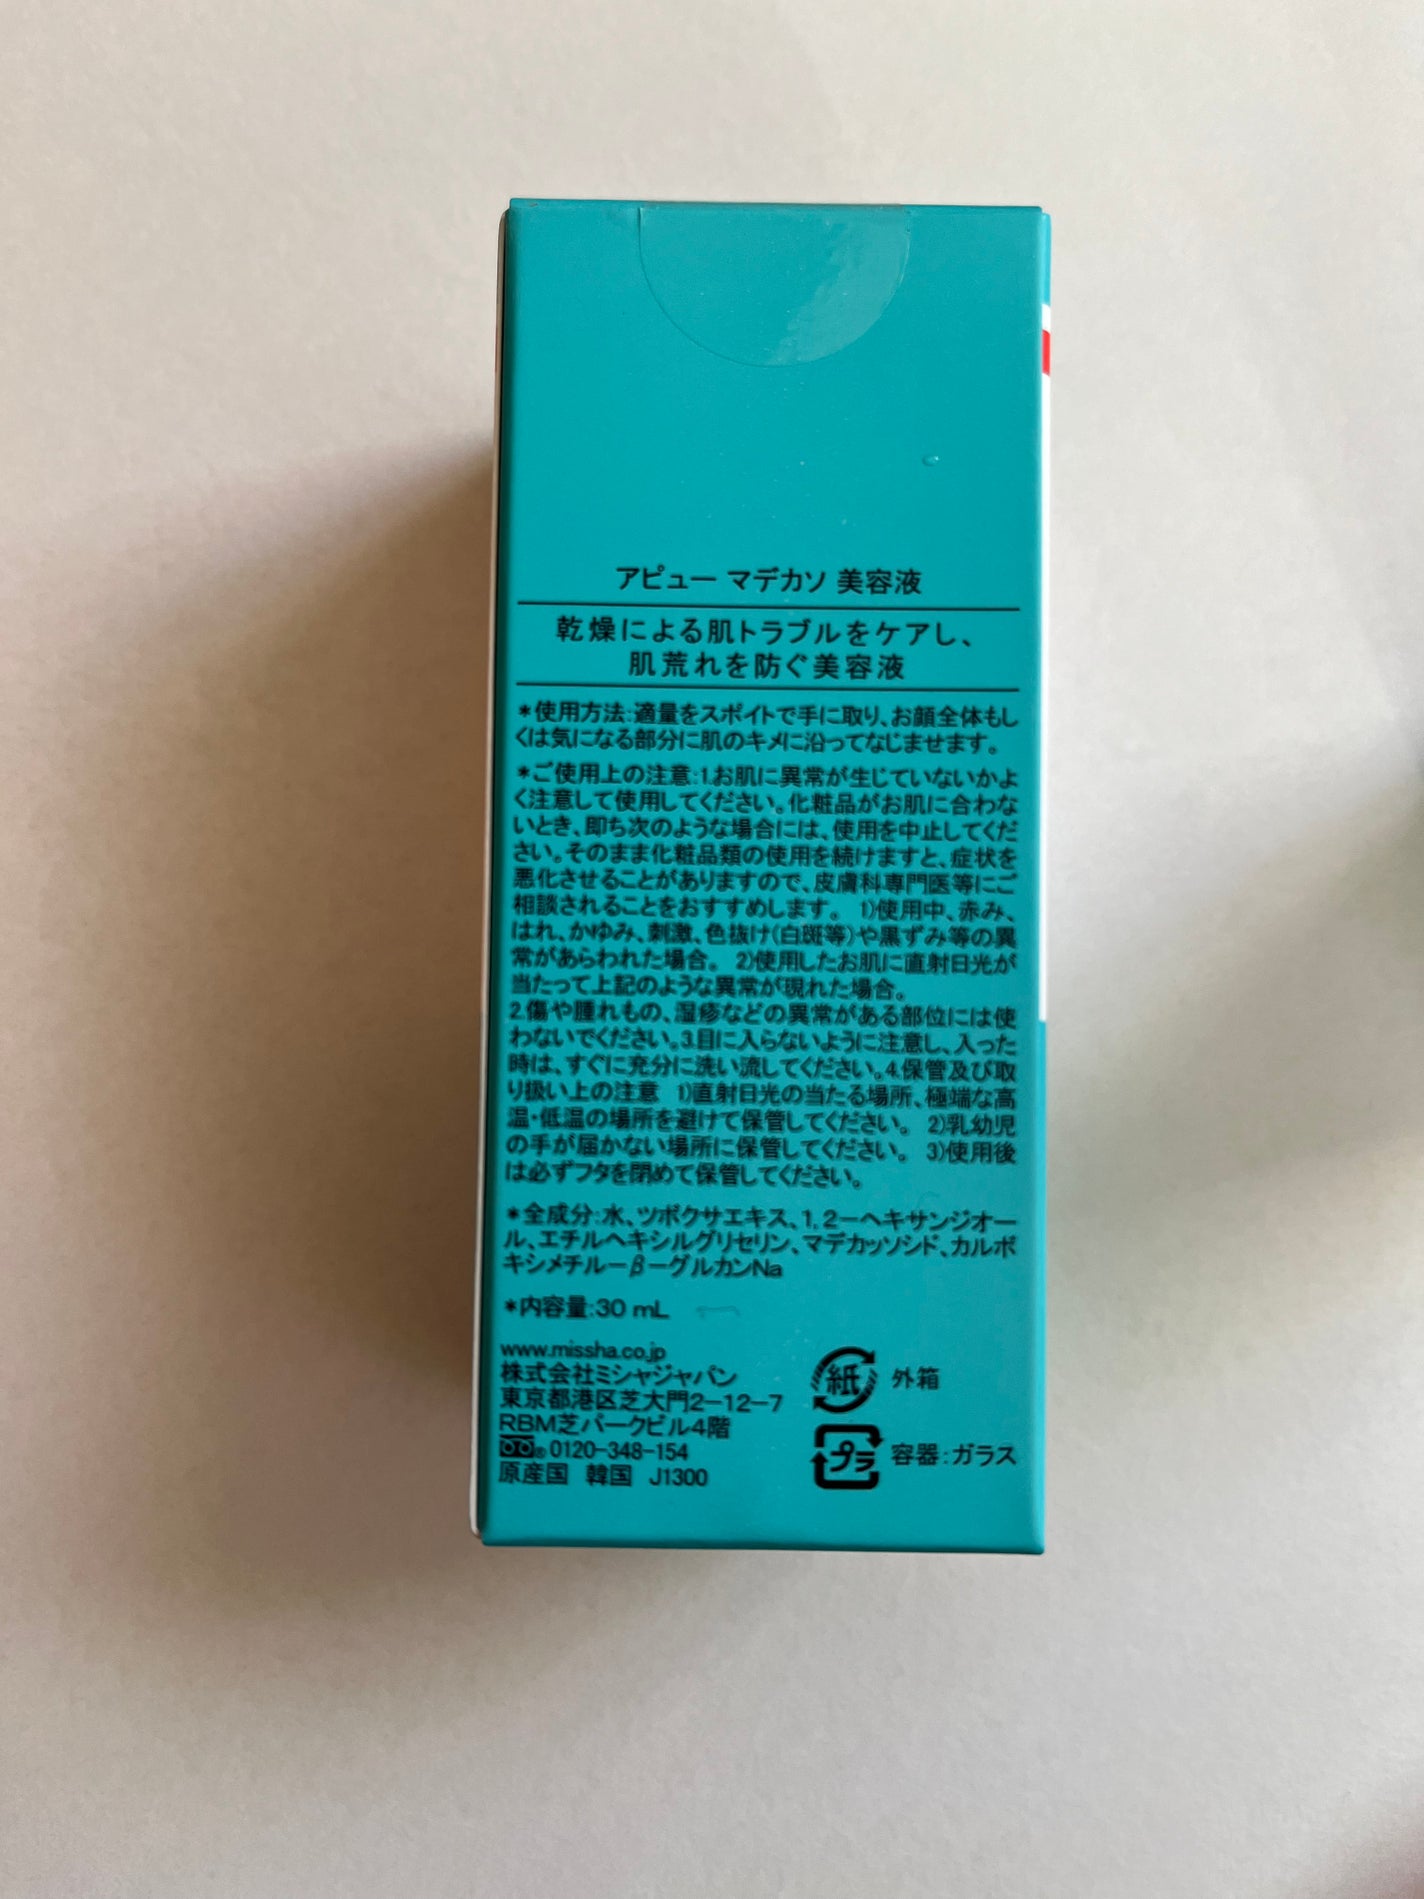 アピュー マデカソ 美容液
乾燥による肌トラブルをケアし、
肌荒れを防ぐ美容液
*使用方法:適量をスポイトで手に取り、お顔全体もし
くは気になる部分に肌のキメに沿ってなじませます。
*ご使用上の注意:1.お肌に異常が生じていないかよ
く注意して使用してください。化粧品がお肌に合わな
いとき、即ち次のような場合には、使用を中止してくだ
さい。そのまま化粧品類の使用を続けますと、症状を
悪化させることがありますので、皮膚科専門医等にご
相談されることをおすすめします。 1)使用中、赤み、
はれ、かゆみ、刺激、色抜け(白斑等)や黒ずみ等の異
常があらわれた場合。 2)使用したお肌に直射日光が
当たって上記のような異常が現れた場合。
2.傷や腫れもの、湿疹などの異常がある部位には使
わないでください。3.目に入らないように注意し、入った
時は、すぐに充分に洗い流してください。4.保管及び取
り扱い上の注意 1)直射日光の当たる場所、極端な高
温・低温の場所を避けて保管してください。 2)乳幼児
の手が届かない場所に保管してください。 3)使用後
は必ずフタを閉めて保管してください。
*全成分:水、ツボクサエキス、1,2-ヘキサンジオー
ル、エチルヘキシルグリセリン、マデカッソシド、カルボ
キシメチル-β-グルカンNa
*内容量:30 mL
www.missha.co.jp
株式会社ミシャジャパン
東京都港区芝大門2-12-7
RBM芝パークビル4階
0120-348-154
原産国 韓国 J1300
紙 外箱
プラ 容器:ガラス